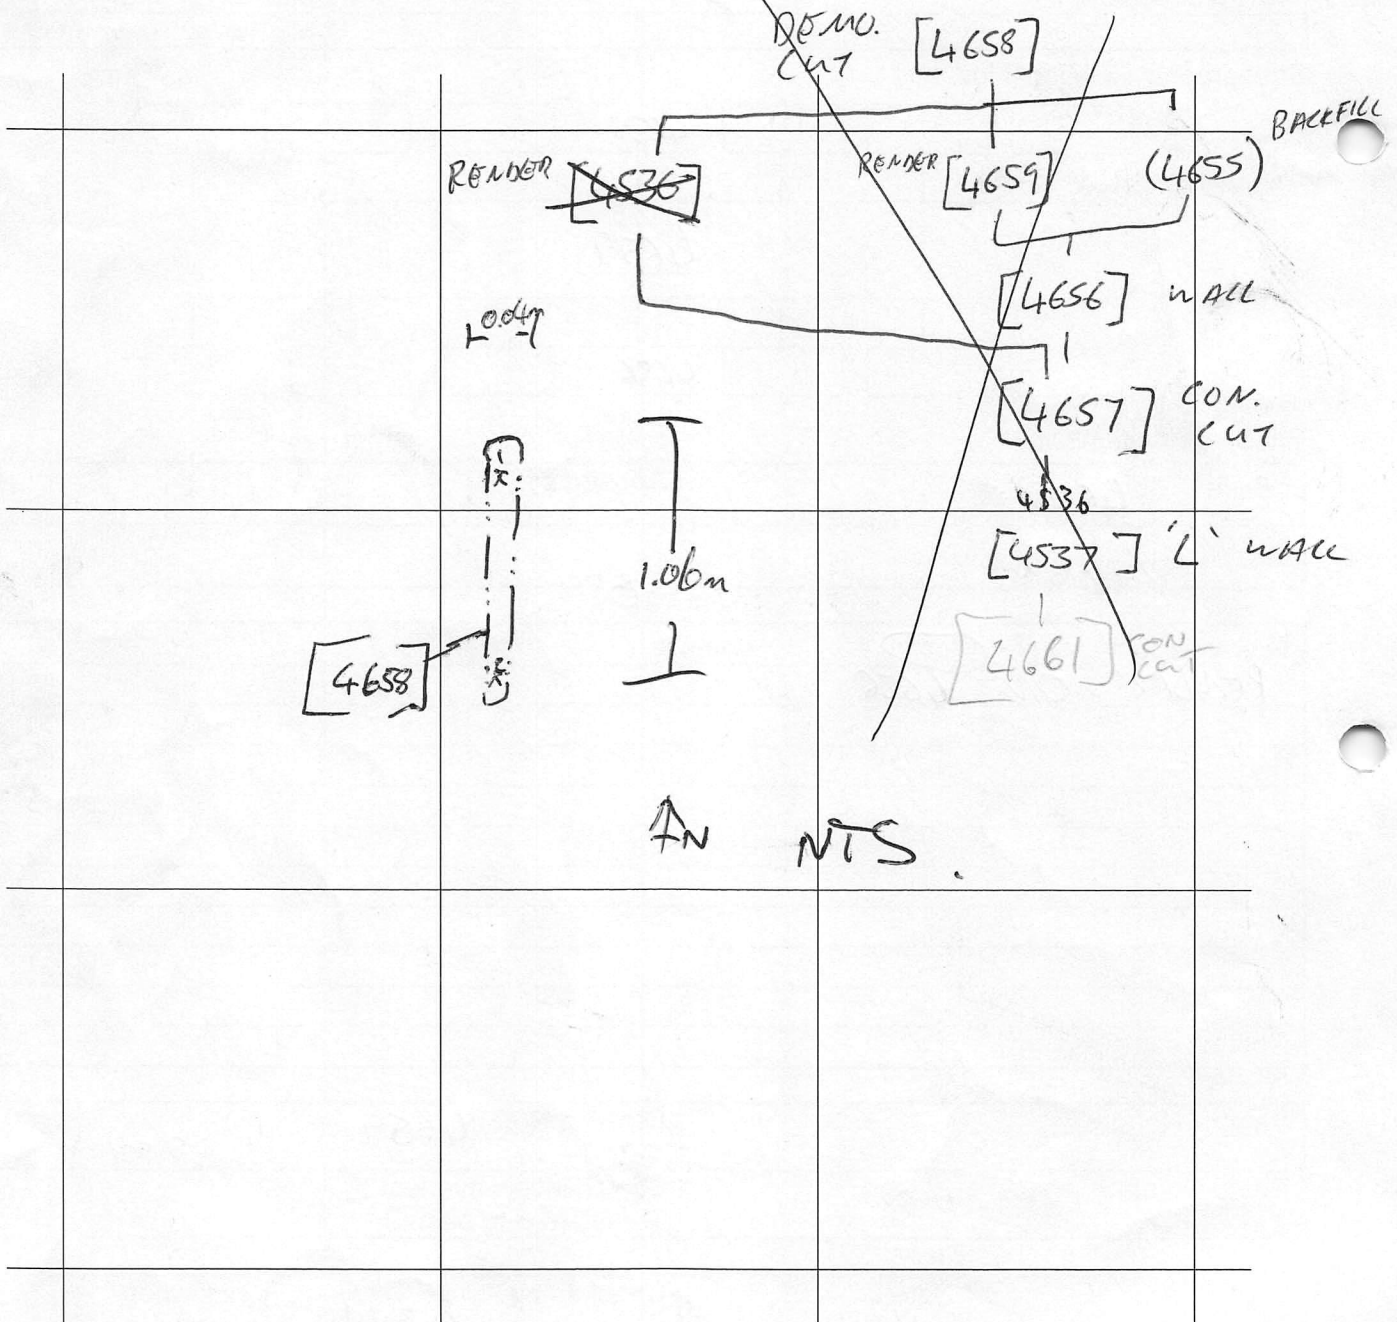 DEMO. [4658]
CUT
BACKFILL
RENDER [4536] RENDER [4659] (4655)
[4656] WALL
0.04m
[4657] CON.
CUT
4536
[4537] 'L' WALL
1.06m
[4661] CON
CUT
[4658]
N NTS.